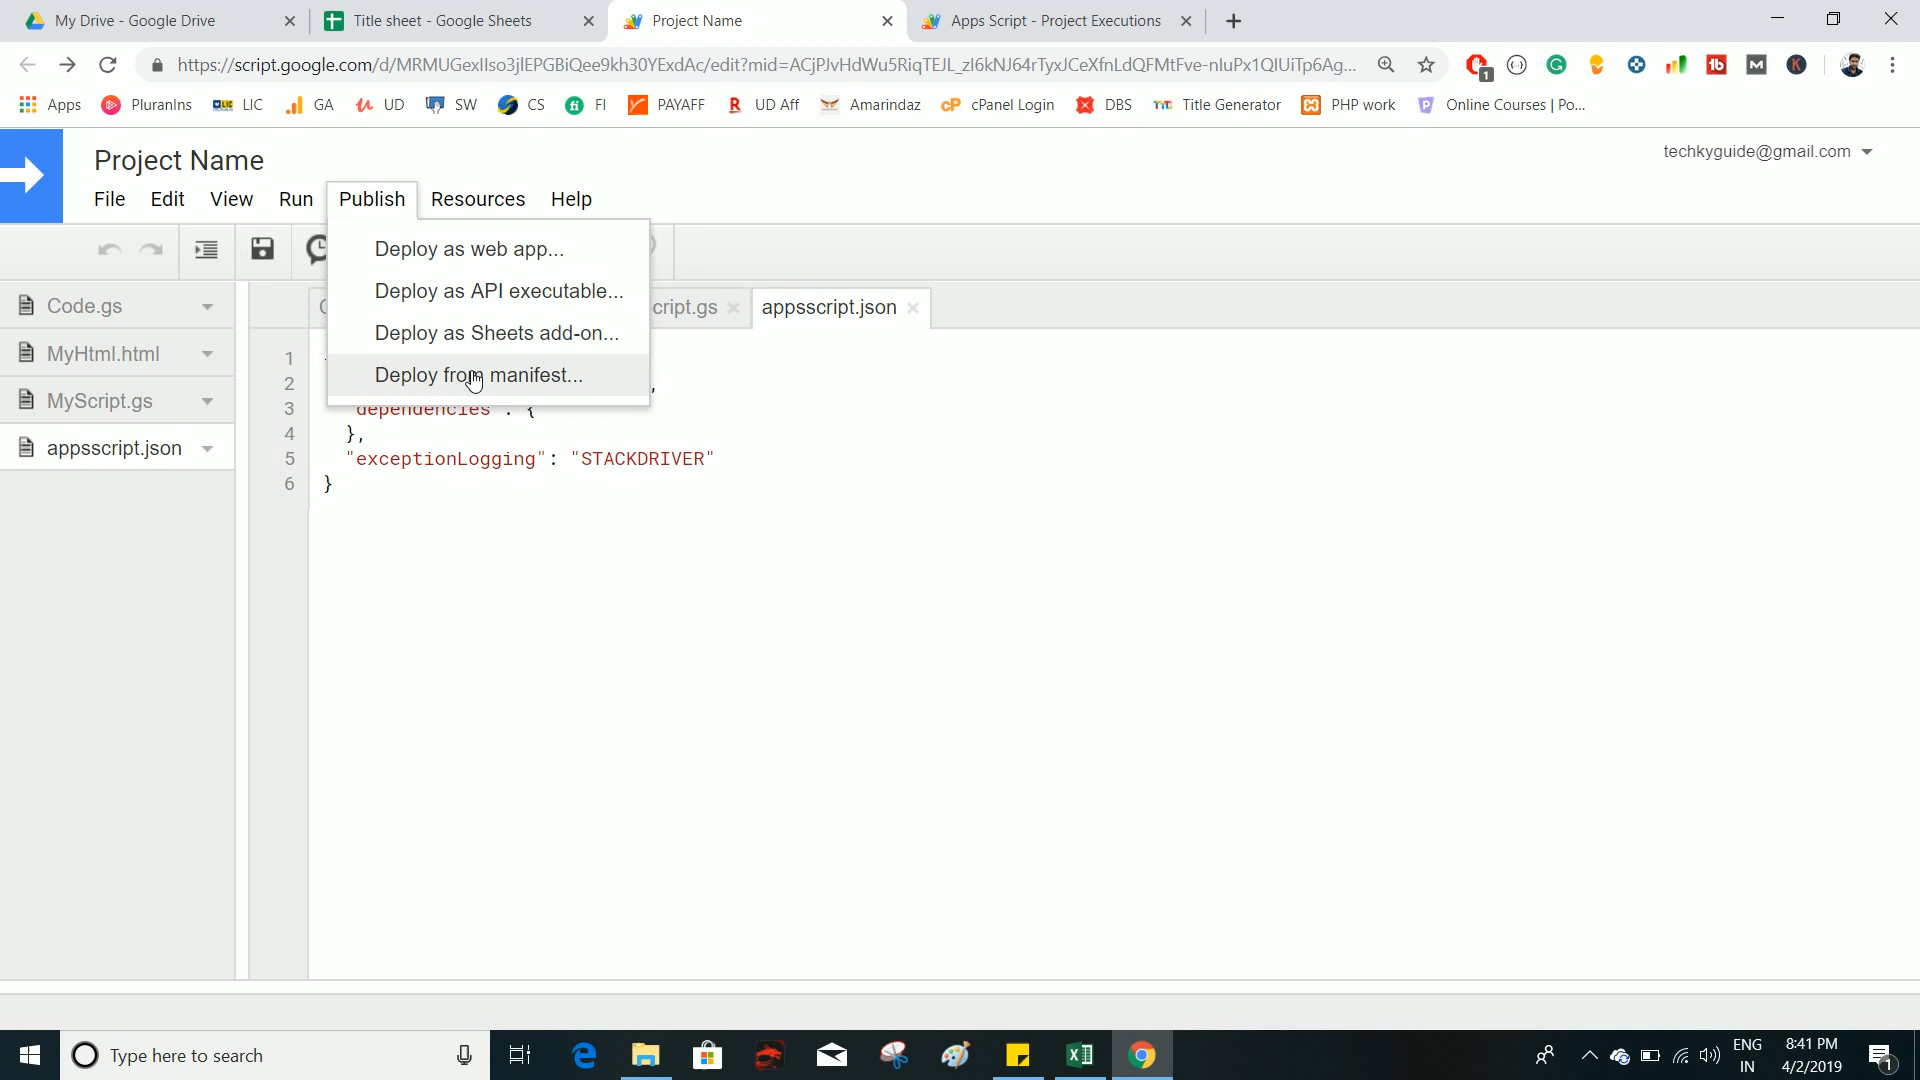 My Drive - Google Drive
Title sheet - Google Sheets
Project Name
Apps Script - Project Executions
https://script.google.com/d/MRMUGexIIso3jlEPGBiQee9kh30YExdAc/edit?mid=ACjPJvHdWu5RiqTEJL_zl6kNJ64rTyxJCeXfnLdQFMtFve-nluPx1QIUiTp6Ag...
1
Apps
PluranIns
LIC
GA
UD
SW
CS
FI
PAYAFF
UD Aff
Amarindaz
cPanel Login
DBS
Title Generator
PHP work
Online Courses | Po...
Project Name
techkyguide@gmail.com
File Edit View Run Publish Resources Help
Deploy as web app...
Deploy as API executable...
Deploy as Sheets add-on...
Deploy from manifest...
Code.gs
MyHtml.html
MyScript.gs
appsscript.json
cript.gs
appsscript.json
1
2
3 dependencies : {
4 },
5 "exceptionLogging": "STACKDRIVER"
6 }
Type here to search
ENG
IN
8:41 PM
4/2/2019
1